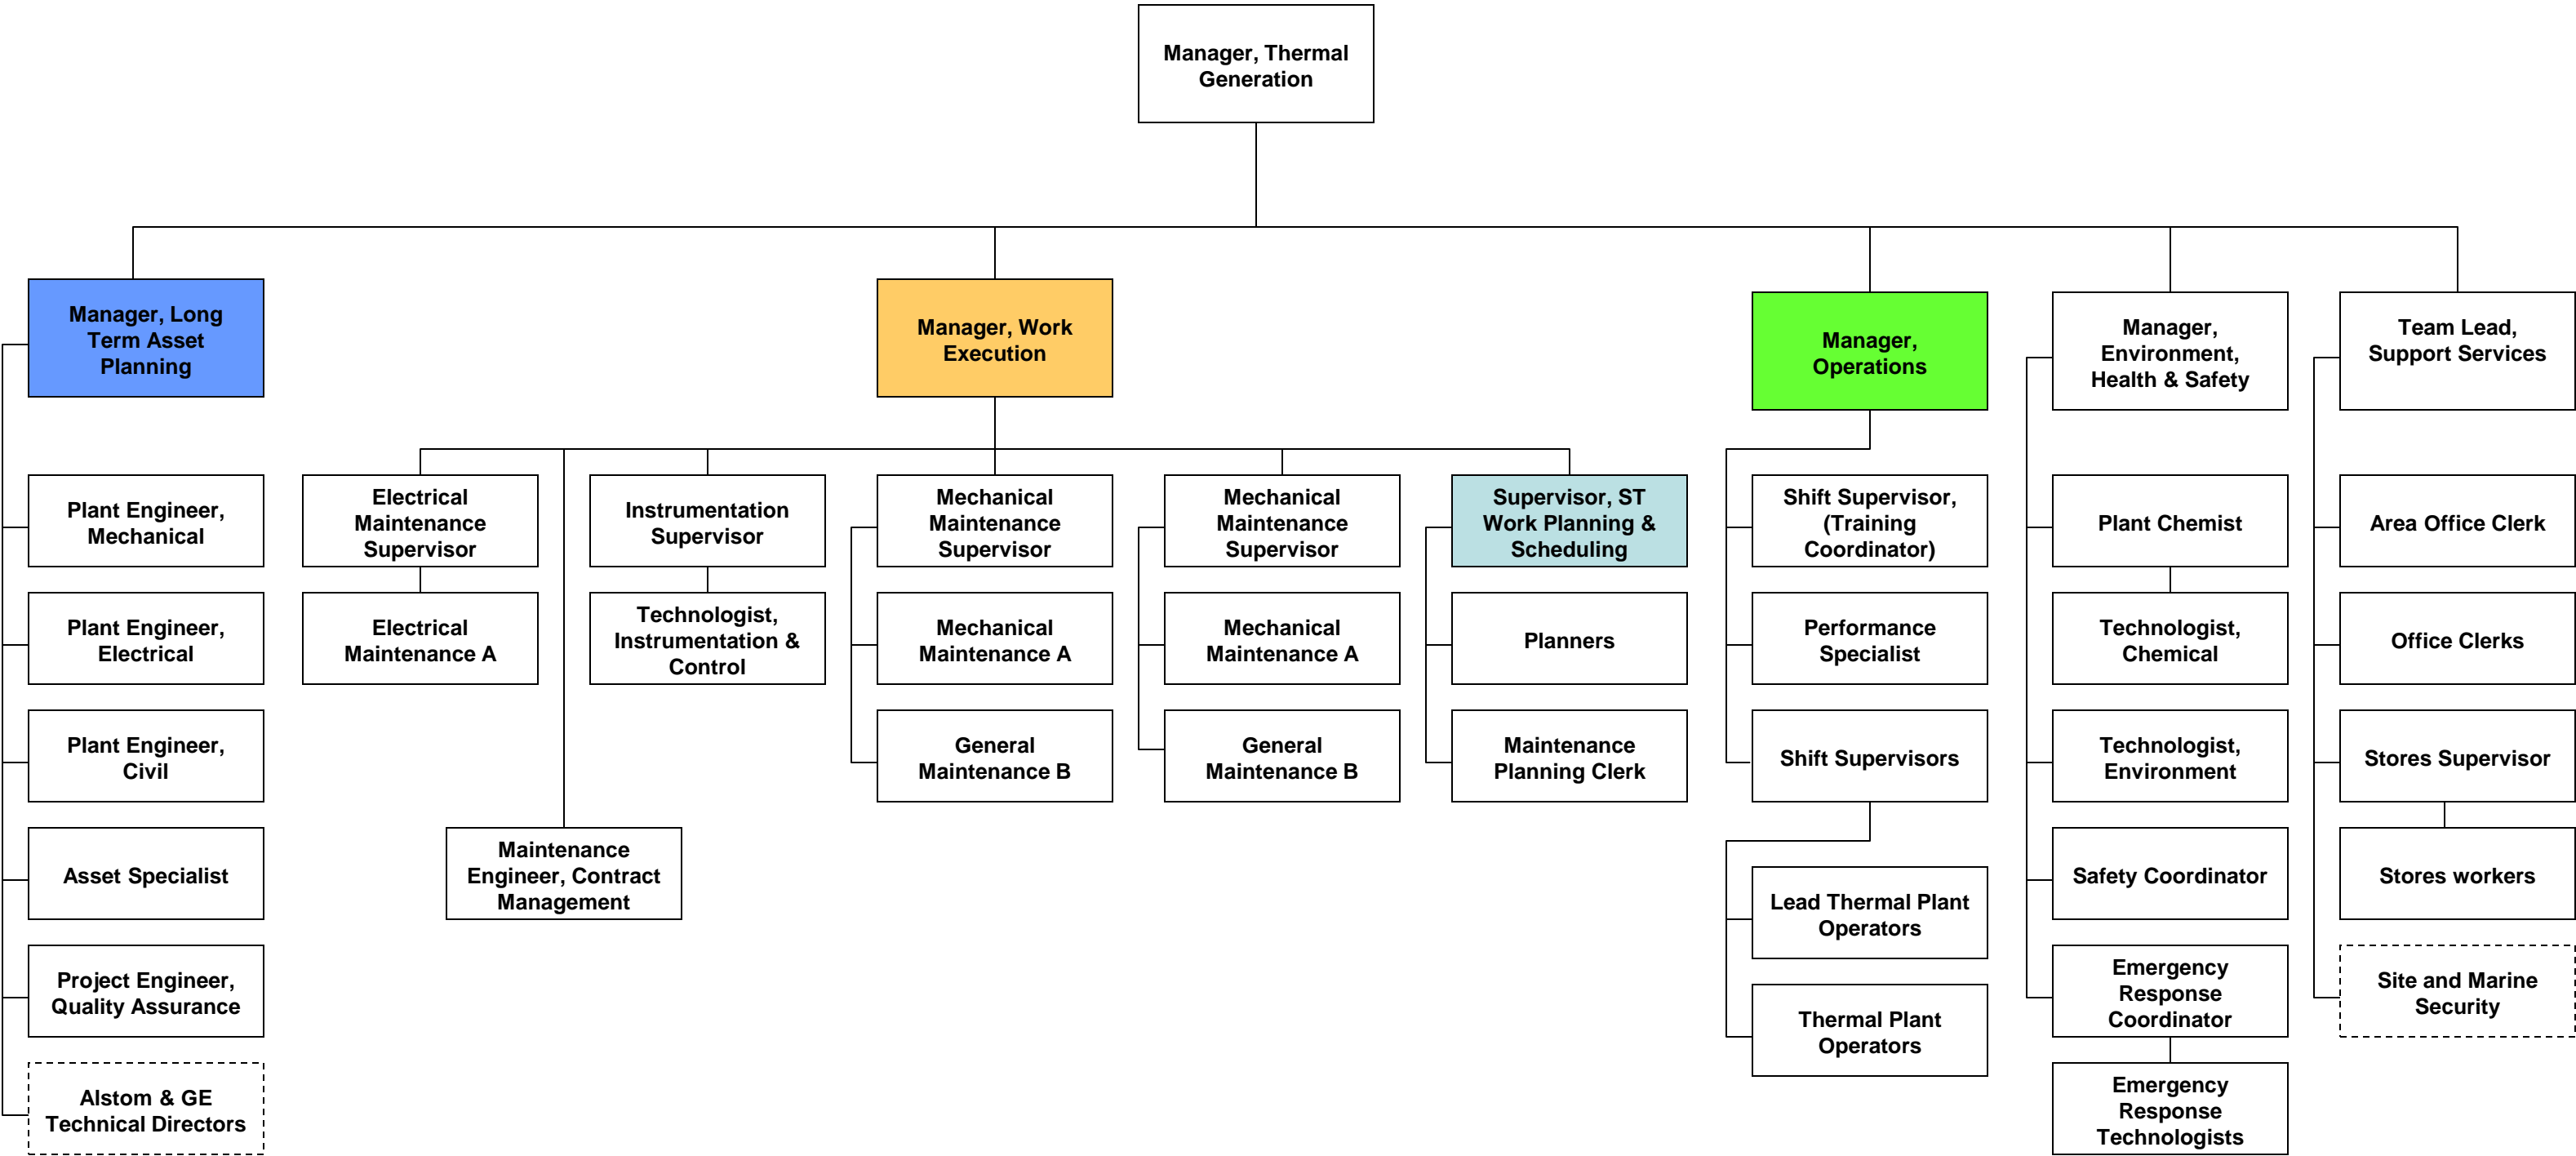 Manager, Thermal
Generation
Manager, Long
Term Asset
Planning
Manager, Work
Execution
Manager,
Operations
Manager,
Environment,
Health & Safety
Team Lead,
Support Services
Plant Engineer,
Mechanical
Electrical
Maintenance
Supervisor
Instrumentation
Supervisor
Mechanical
Maintenance
Supervisor
Mechanical
Maintenance
Supervisor
Supervisor, ST
Work Planning &
Scheduling
Shift Supervisor,
(Training
Coordinator)
Plant Chemist
Area Office Clerk
Plant Engineer,
Electrical
Electrical
Maintenance A
Technologist,
Instrumentation &
Control
Mechanical
Maintenance A
Mechanical
Maintenance A
Planners
Performance
Specialist
Technologist,
Chemical
Office Clerks
Plant Engineer,
Civil
General
Maintenance B
General
Maintenance B
Maintenance
Planning Clerk
Shift Supervisors
Technologist,
Environment
Stores Supervisor
Asset Specialist
Maintenance
Engineer, Contract
Management
Lead Thermal Plant
Operators
Safety Coordinator
Stores workers
Project Engineer,
Quality Assurance
Thermal Plant
Operators
Emergency
Response
Coordinator
Site and Marine
Security
Alstom & GE
Technical Directors
Emergency
Response
Technologists